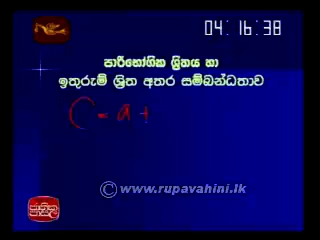 04:16:38
පාරිභෝගික ශ්‍රිතය හා
ඉතුරුම් ශ්‍රිත අතර සම්බන්ධතාව
C = a +
© www.rupavahini.lk